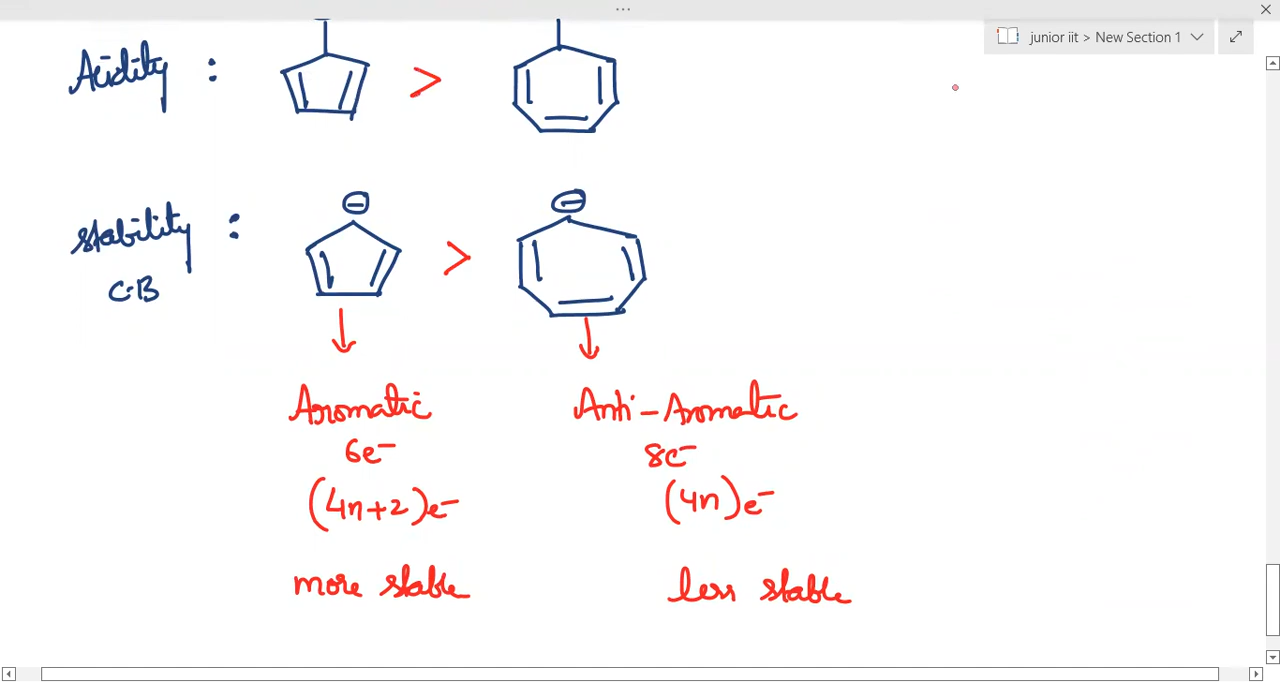 junior iit > New Section 1
Acidity : >
stability : ⊖ > ⊖
C·B
Aromatic Anti-Aromatic
6e⁻ 8e⁻
(4n+2)e⁻ (4n)e⁻
more stable less stable